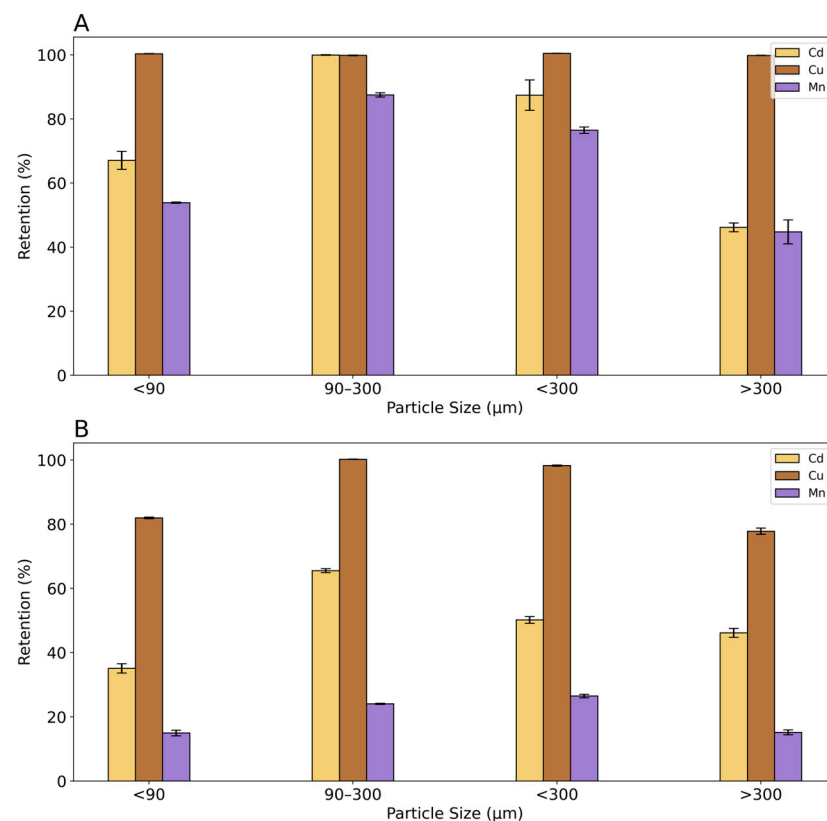 A
100
80
60
40
20
0
Retention (%)
Cd
Cu
Mn
<90 90–300 <300 >300
Particle Size (µm)
B
100
80
60
40
20
0
Retention (%)
Cd
Cu
Mn
<90 90–300 <300 >300
Particle Size (µm)